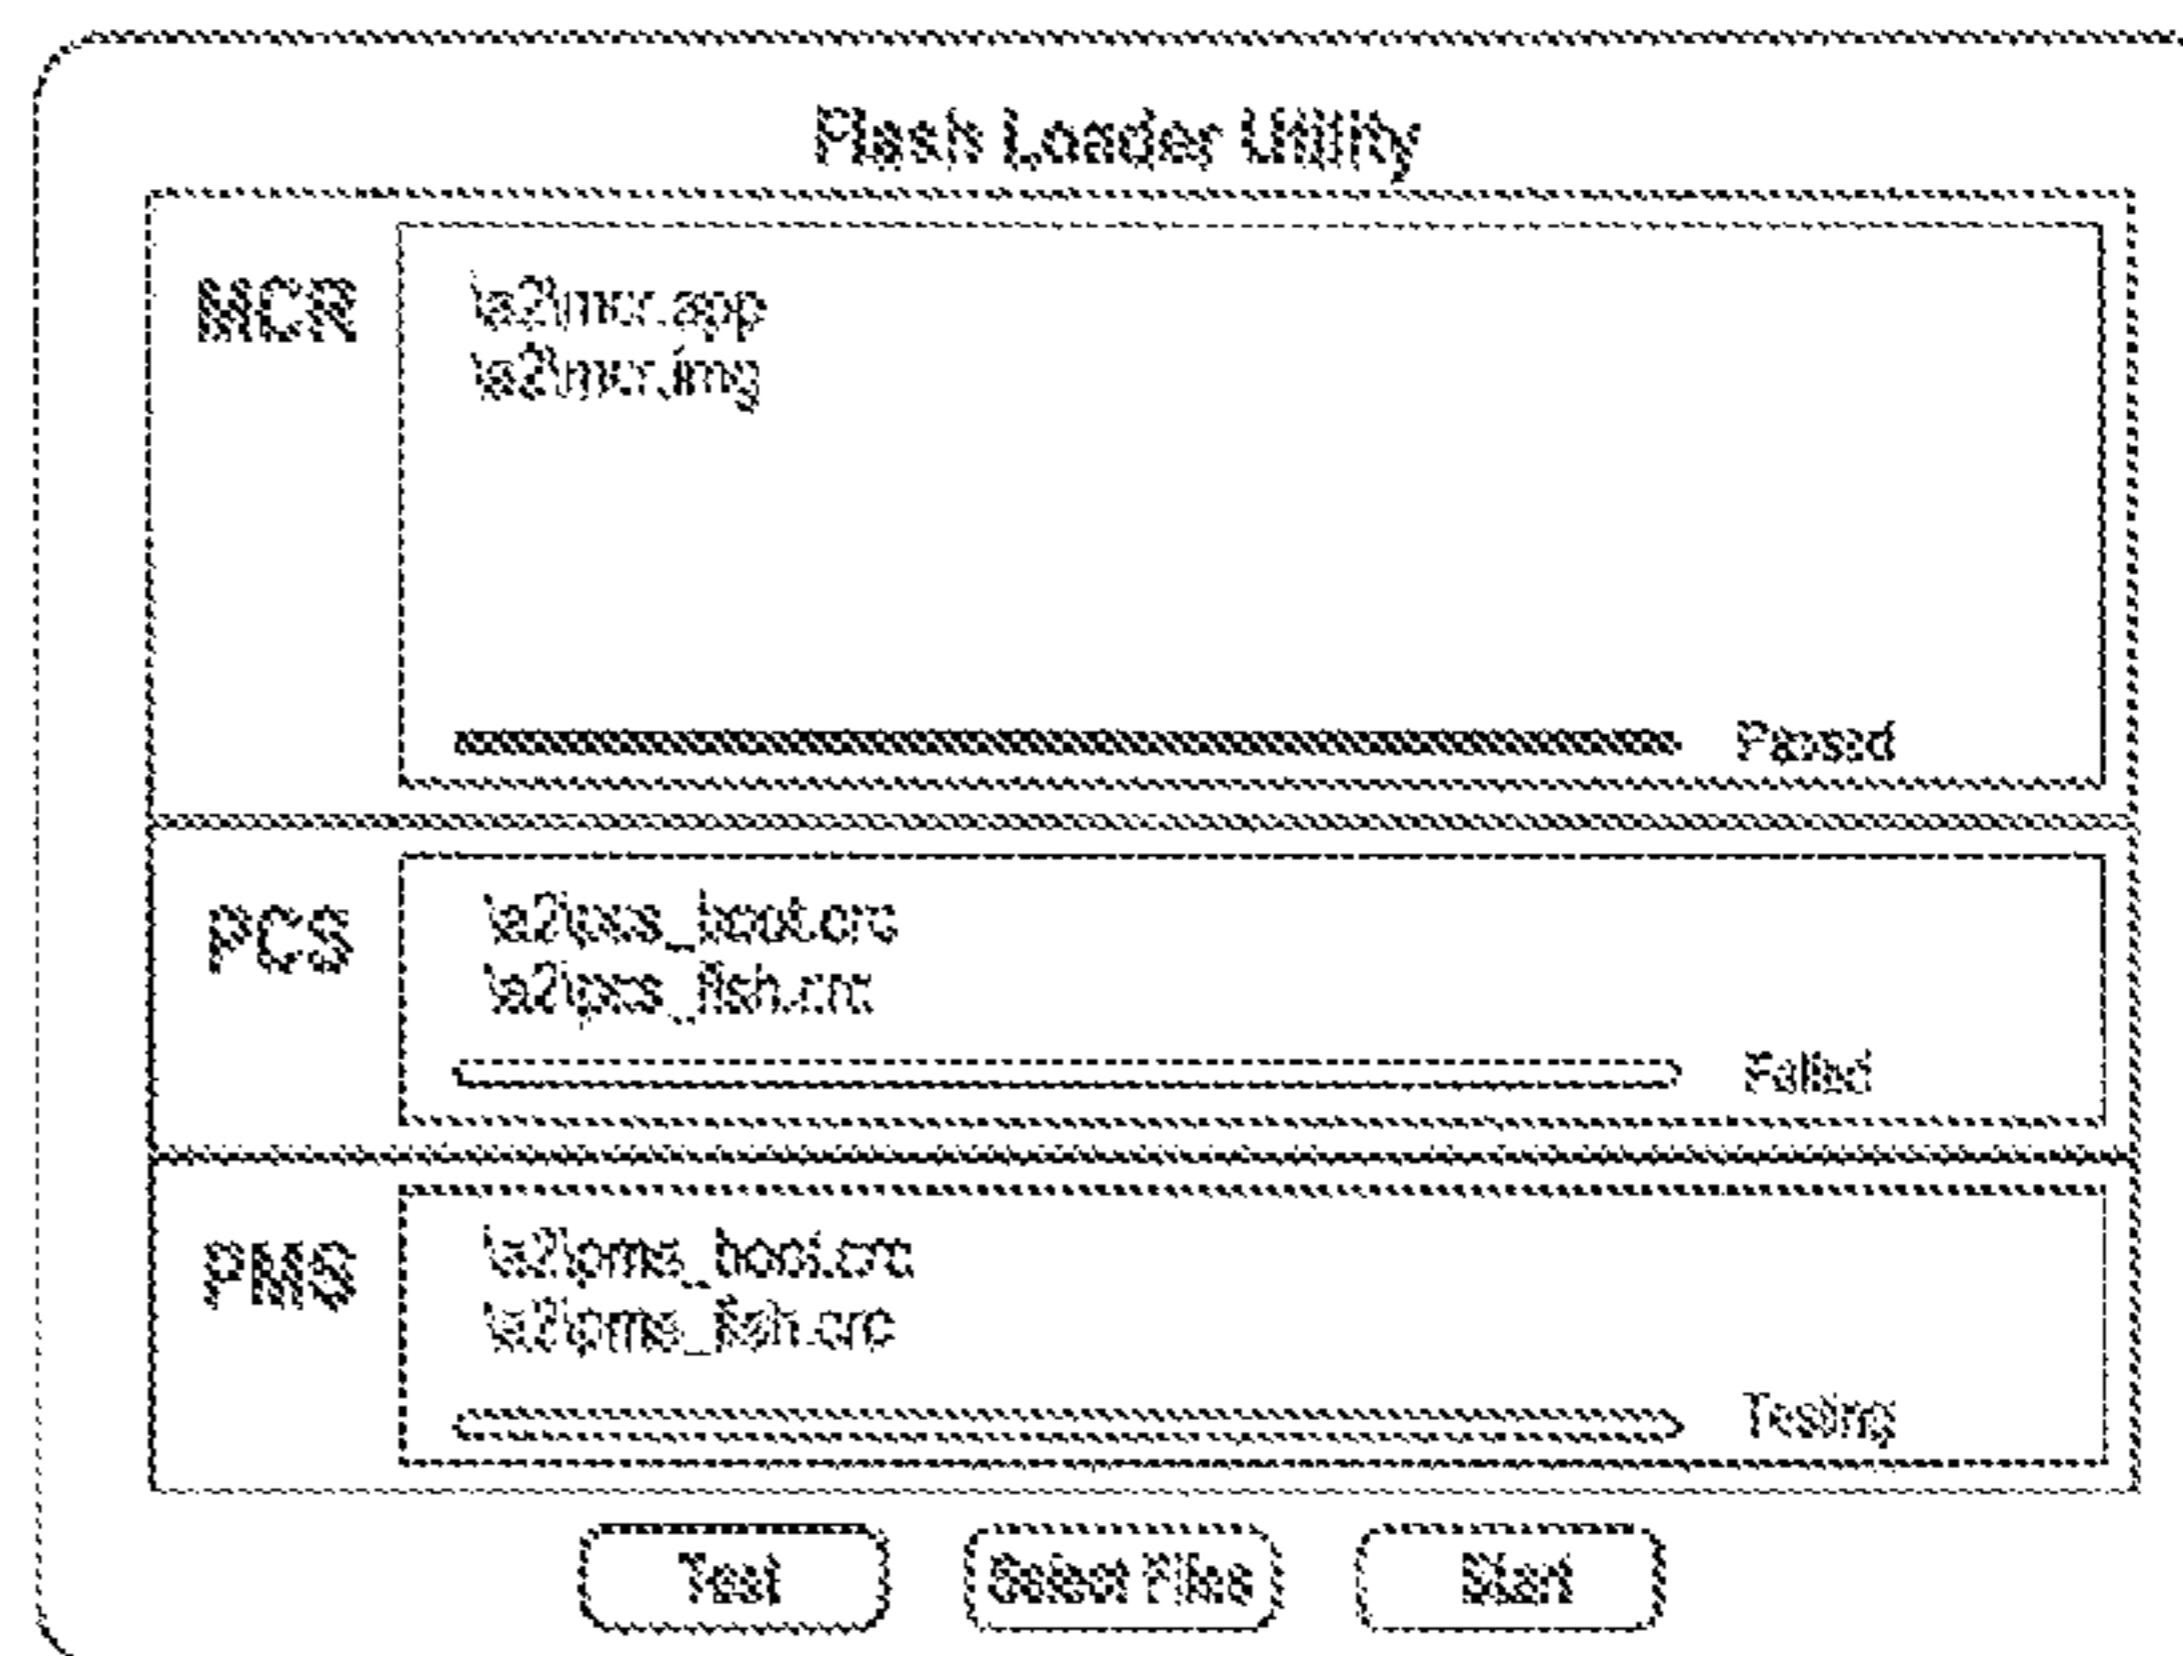 Flash Loader Utility
MCR
\a2\mcr.app
\a2\mcr.img
Passed
PCS
\a2\pcs_boot.crc
\a2\pcs_flsh.crc
Failed
PMS
\a2\pms_boot.crc
\a2\pms_flsh.crc
Testing
Test
Select Files
Start